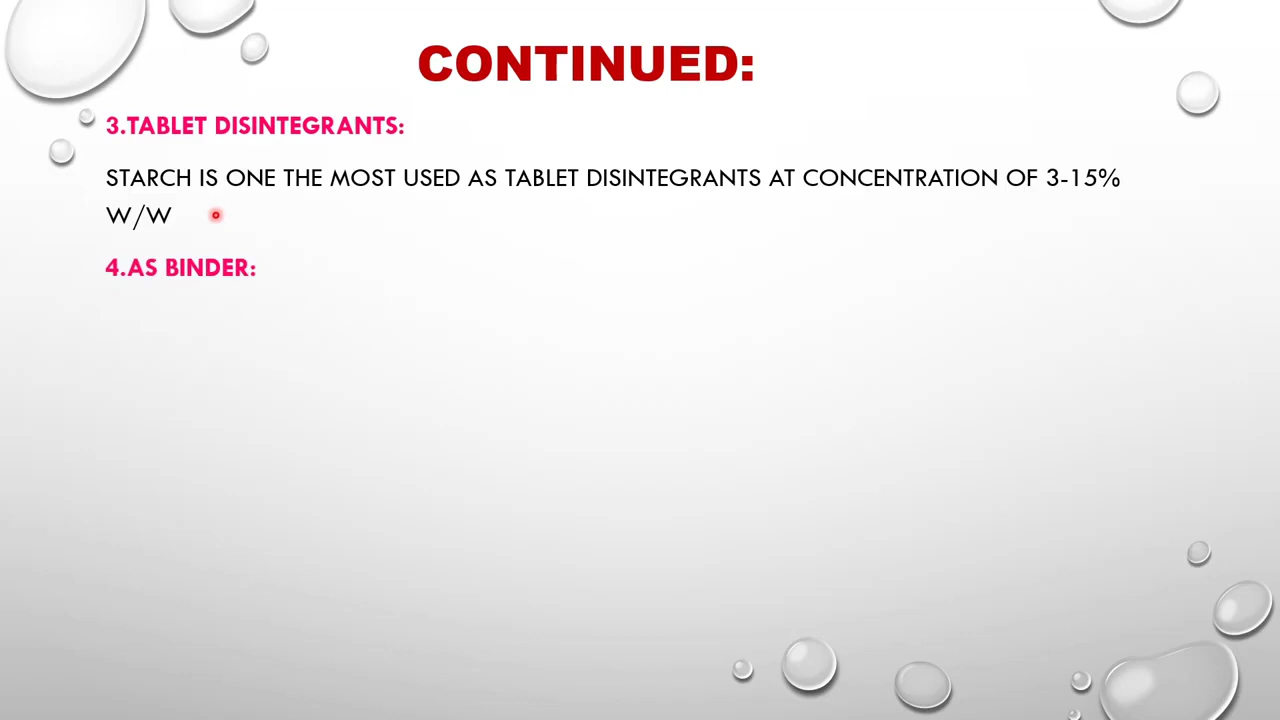 CONTINUED:
3.TABLET DISINTEGRANTS:
STARCH IS ONE THE MOST USED AS TABLET DISINTEGRANTS AT CONCENTRATION OF 3-15%
W/W
4.AS BINDER: